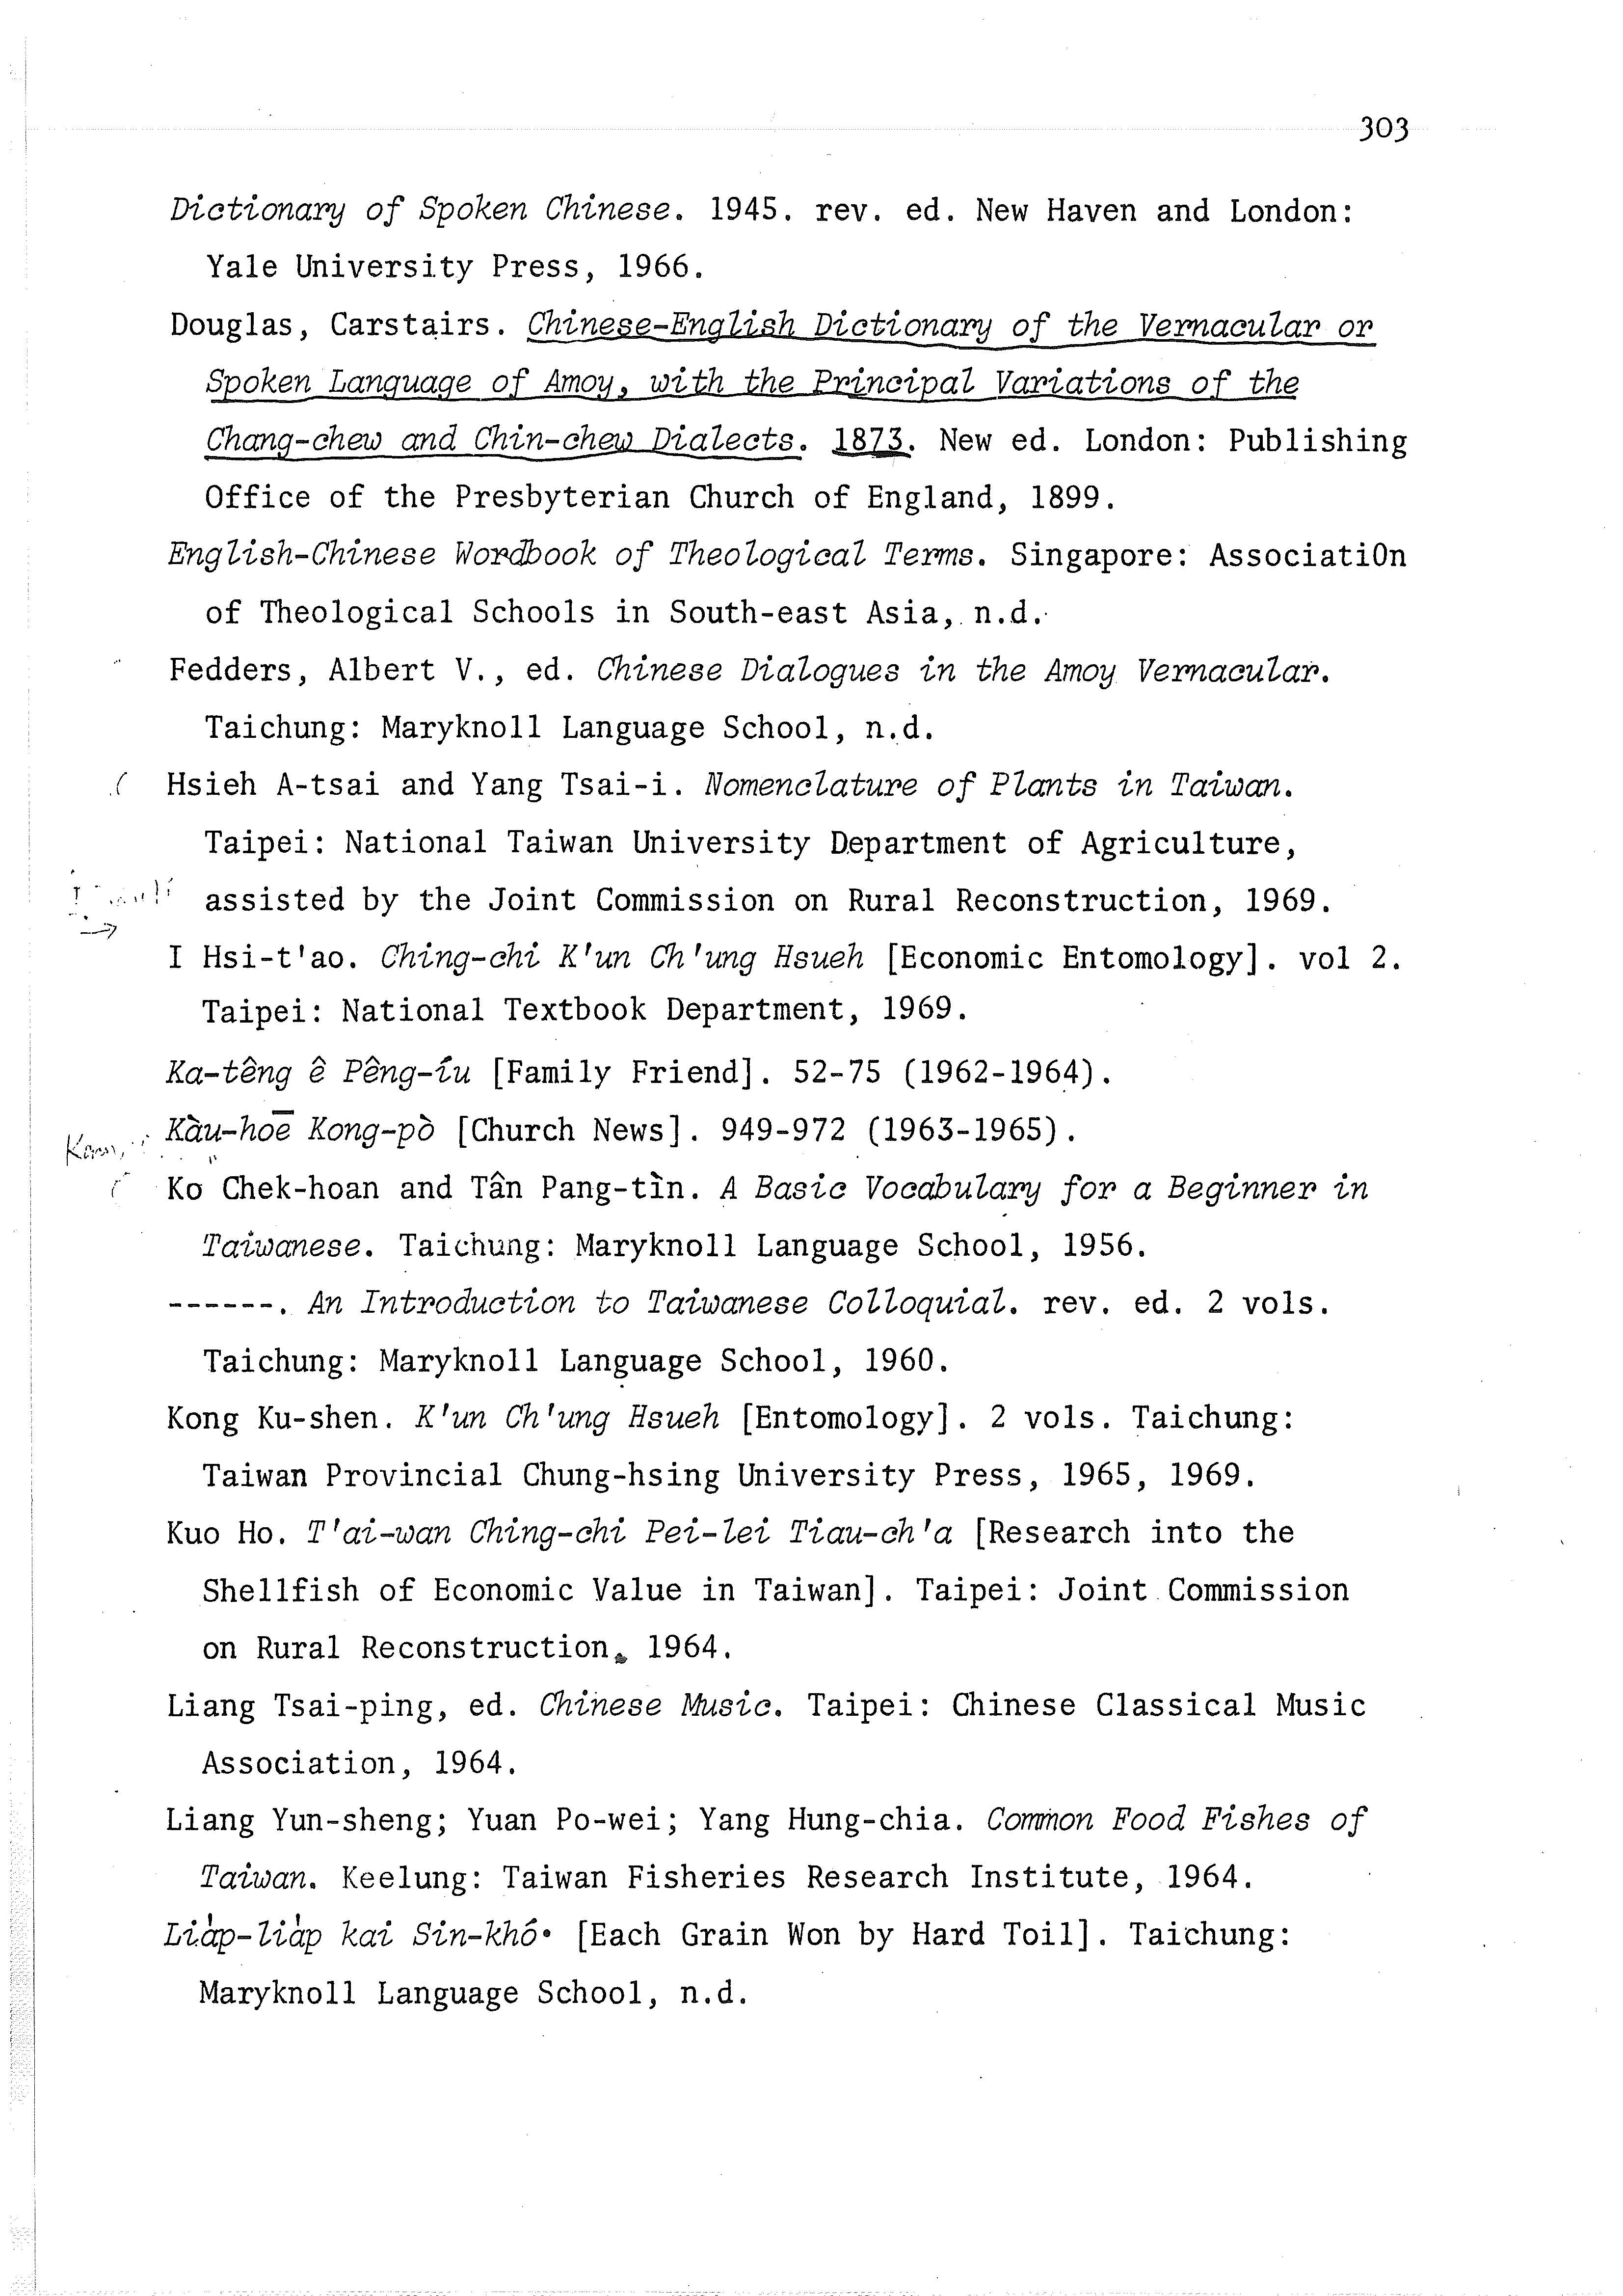 303
Dictionary of Spoken Chinese. 1945. rev. ed. New Haven and London:
Yale University Press, 1966.
Douglas, Carstairs. Chinese-English Dictionary of the Vernacular or
Spoken Language of Amoy, with the Principal Variations of the
Chang-chew and Chin-chew Dialects. 1873. New ed. London: Publishing
Office of the Presbyterian Church of England, 1899.
English-Chinese Wordbook of Theological Terms. Singapore: AssociatiOn
of Theological Schools in South-east Asia, n.d.
Fedders, Albert V., ed. Chinese Dialogues in the Amoy Vernacular.
Taichung: Maryknoll Language School, n.d.
Hsieh A-tsai and Yang Tsai-i. Nomenclature of Plants in Taiwan.
Taipei: National Taiwan University Department of Agriculture,
assisted by the Joint Commission on Rural Reconstruction, 1969.
I Hsi-t'ao. Ching-chi K'un Ch'ung Hsueh [Economic Entomology]. vol 2.
Taipei: National Textbook Department, 1969.
Ka-têng ê Pêng-íu [Family Friend]. 52-75 (1962-1964).
Kàu-hoē Kong-pò [Church News]. 949-972 (1963-1965).
Ko Chek-hoan and Tân Pang-tìn. A Basic Vocabulary for a Beginner in
Taiwanese. Taichung: Maryknoll Language School, 1956.
------. An Introduction to Taiwanese Colloquial. rev. ed. 2 vols.
Taichung: Maryknoll Language School, 1960.
Kong Ku-shen. K'un Ch'ung Hsueh [Entomology]. 2 vols. Taichung:
Taiwan Provincial Chung-hsing University Press, 1965, 1969.
Kuo Ho. T'ai-wan Ching-chi Pei-lei Tiau-ch'a [Research into the
Shellfish of Economic Value in Taiwan]. Taipei: Joint Commission
on Rural Reconstruction, 1964.
Liang Tsai-ping, ed. Chinese Music. Taipei: Chinese Classical Music
Association, 1964.
Liang Yun-sheng; Yuan Po-wei; Yang Hung-chia. Common Food Fishes of
Taiwan. Keelung: Taiwan Fisheries Research Institute, 1964.
Lia̍p-lia̍p kai Sin-khó͘ [Each Grain Won by Hard Toil]. Taichung:
Maryknoll Language School, n.d.